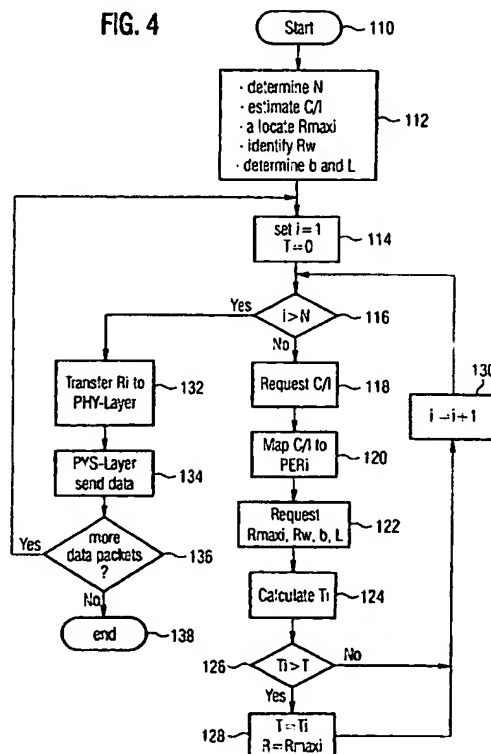 FIG. 4
Start
110
· determine N
· estimate C/I
a locate Rmaxi
identify Rw
· determine b and L
112
set i = 1
T = 0
114
i > N
116
Yes
No
Transfer Ri to
PHY-Layer
132
Request C/I
118
130
i = i + 1
PYS-Layer
send data
134
Map C/I to
PERi
120
Request
Rmaxi, Rw, b, L
122
more
data packets
?
136
Yes
No
Calculate Ti
124
end
138
126
Ti > T
No
Yes
128
T = Ti
R = Rmaxi